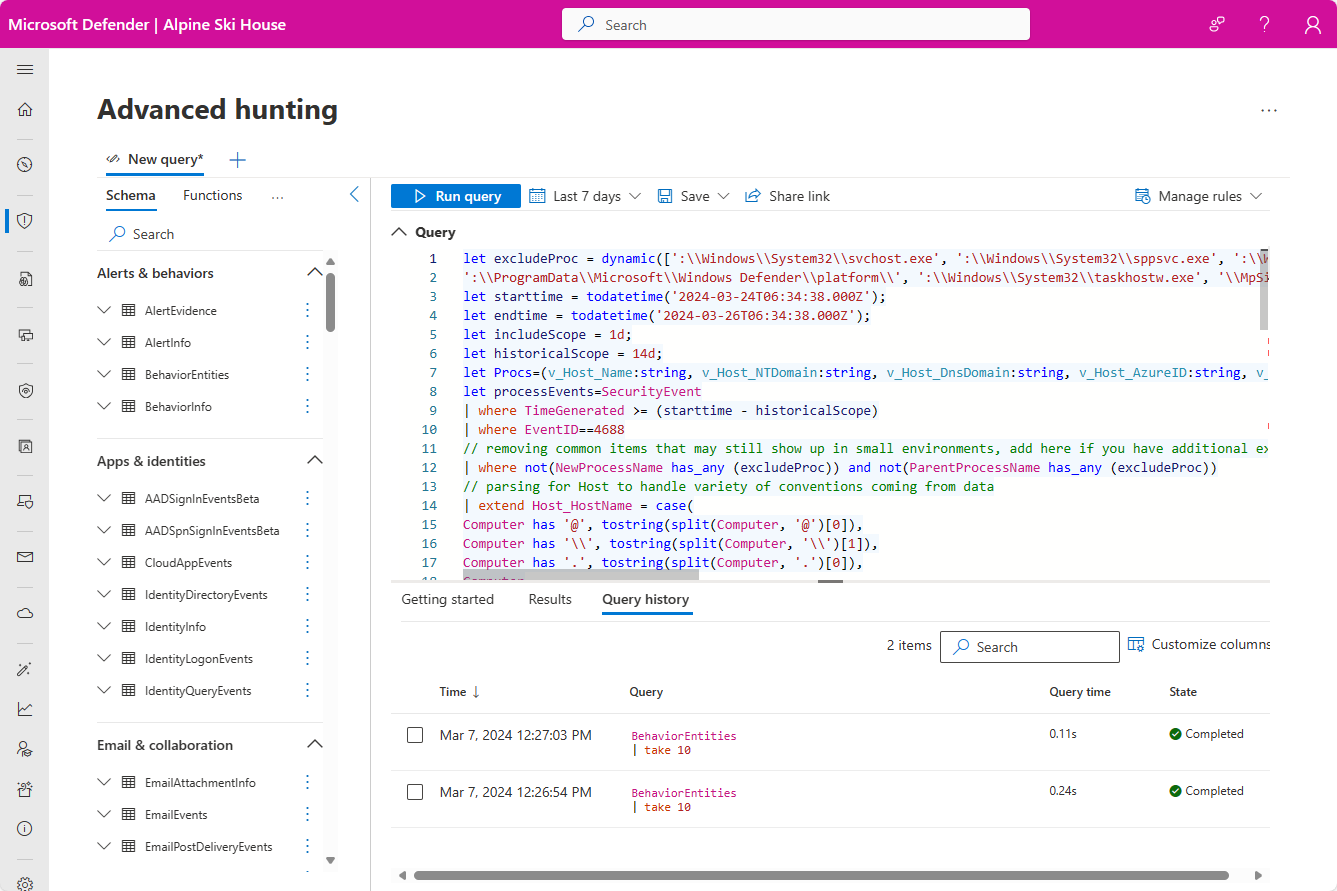 Microsoft Defender | Alpine Ski House
Search
Advanced hunting
New query*
Schema
Functions
Search
Alerts & behaviors
AlertEvidence
AlertInfo
BehaviorEntities
BehaviorInfo
Apps & identities
AADSignInEventsBeta
AADSpnSignInEventsBeta
CloudAppEvents
IdentityDirectoryEvents
IdentityInfo
IdentityLogonEvents
IdentityQueryEvents
Email & collaboration
EmailAttachmentInfo
EmailEvents
EmailPostDeliveryEvents
Run query
Last 7 days
Save
Share link
Manage rules
Query
1 let excludeProc = dynamic([':\\Windows\\System32\\svchost.exe', ':\\Windows\\System32\\sppsvc.exe', ':\\W
2 ':\\ProgramData\\Microsoft\\Windows Defender\\platform\\', ':\\Windows\\System32\\taskhostw.exe', '\\MpSi
3 let starttime = todatetime('2024-03-24T06:34:38.000Z');
4 let endtime = todatetime('2024-03-26T06:34:38.000Z');
5 let includeScope = 1d;
6 let historicalScope = 14d;
7 let Procs=(v_Host_Name:string, v_Host_NTDomain:string, v_Host_DnsDomain:string, v_Host_AzureID:string, v_
8 let processEvents=SecurityEvent
9 | where TimeGenerated >= (starttime - historicalScope)
10 | where EventID==4688
11 // removing common items that may still show up in small environments, add here if you have additional ex
12 | where not(NewProcessName has_any (excludeProc)) and not(ParentProcessName has_any (excludeProc))
13 // parsing for Host to handle variety of conventions coming from data
14 | extend Host_HostName = case(
15 Computer has '@', tostring(split(Computer, '@')[0]),
16 Computer has '\\', tostring(split(Computer, '\\')[1]),
17 Computer has '.', tostring(split(Computer, '.')[0]),
Getting started
Results
Query history
2 items
Search
Customize columns
Time ↓
Query
Query time
State
Mar 7, 2024 12:27:03 PM
BehaviorEntities
| take 10
0.11s
Completed
Mar 7, 2024 12:26:54 PM
BehaviorEntities
| take 10
0.24s
Completed